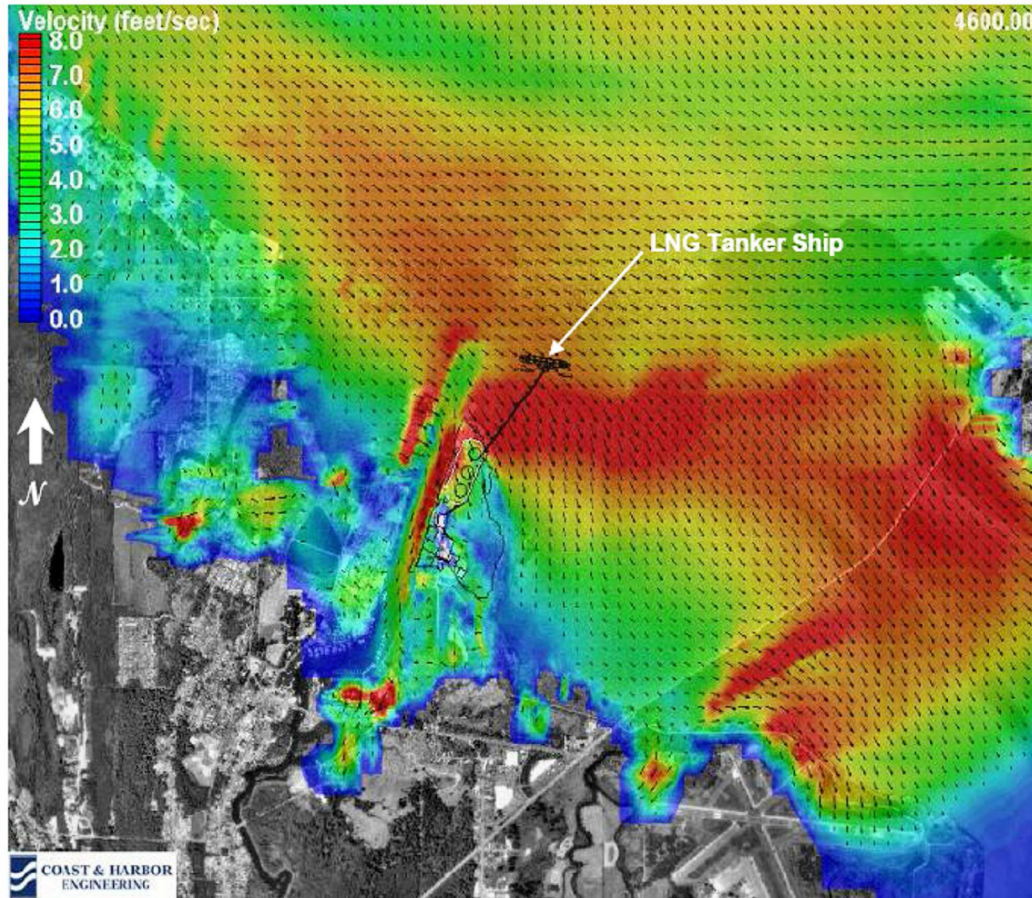 Velocity (feet/sec)
4600.00
8.0
7.0
6.0
5.0
4.0
3.0
2.0
1.0
0.0
LNG Tanker Ship
N
COAST & HARBOR
ENGINEERING